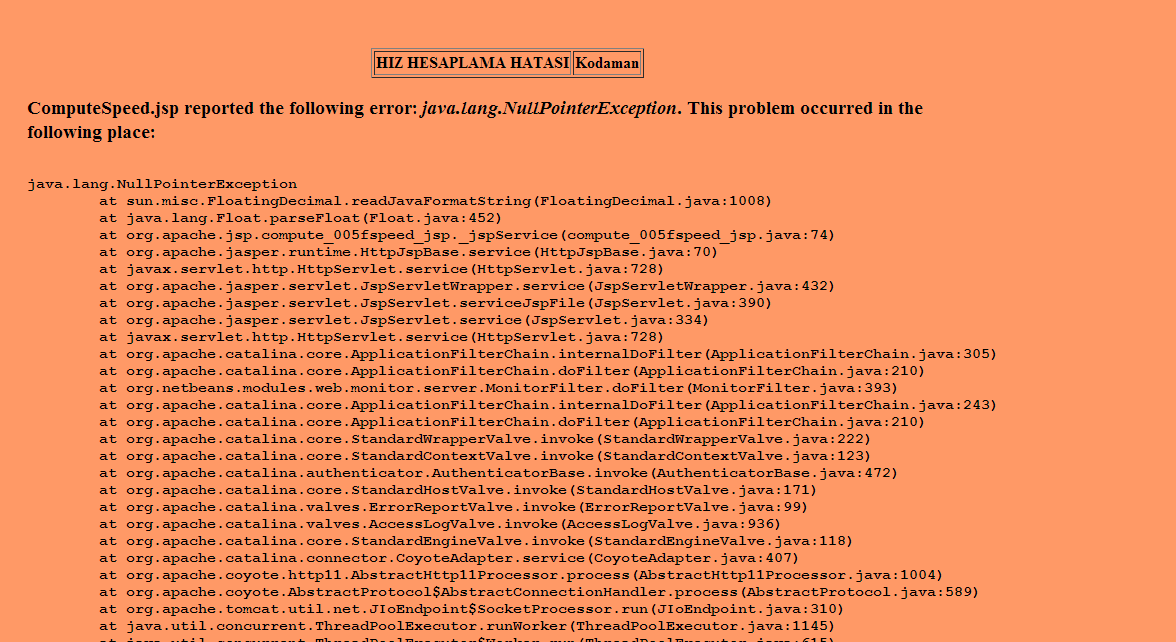 HIZ HESAPLAMA HATASI Kodaman
ComputeSpeed.jsp reported the following error: java.lang.NullPointerException. This problem occurred in the
following place:
java.lang.NullPointerException
at sun.misc.FloatingDecimal.readJavaFormatString(FloatingDecimal.java:1008)
at java.lang.Float.parseFloat(Float.java:452)
at org.apache.jsp.compute_005fspeed_jsp._jspService(compute_005fspeed_jsp.java:74)
at org.apache.jasper.runtime.HttpJspBase.service(HttpJspBase.java:70)
at javax.servlet.http.HttpServlet.service(HttpServlet.java:728)
at org.apache.jasper.servlet.JspServletWrapper.service(JspServletWrapper.java:432)
at org.apache.jasper.servlet.JspServlet.serviceJspFile(JspServlet.java:390)
at org.apache.jasper.servlet.JspServlet.service(JspServlet.java:334)
at javax.servlet.http.HttpServlet.service(HttpServlet.java:728)
at org.apache.catalina.core.ApplicationFilterChain.internalDoFilter(ApplicationFilterChain.java:305)
at org.apache.catalina.core.ApplicationFilterChain.doFilter(ApplicationFilterChain.java:210)
at org.netbeans.modules.web.monitor.server.MonitorFilter.doFilter(MonitorFilter.java:393)
at org.apache.catalina.core.ApplicationFilterChain.internalDoFilter(ApplicationFilterChain.java:243)
at org.apache.catalina.core.ApplicationFilterChain.doFilter(ApplicationFilterChain.java:210)
at org.apache.catalina.core.StandardWrapperValve.invoke(StandardWrapperValve.java:222)
at org.apache.catalina.core.StandardContextValve.invoke(StandardContextValve.java:123)
at org.apache.catalina.authenticator.AuthenticatorBase.invoke(AuthenticatorBase.java:472)
at org.apache.catalina.core.StandardHostValve.invoke(StandardHostValve.java:171)
at org.apache.catalina.valves.ErrorReportValve.invoke(ErrorReportValve.java:99)
at org.apache.catalina.valves.AccessLogValve.invoke(AccessLogValve.java:936)
at org.apache.catalina.core.StandardEngineValve.invoke(StandardEngineValve.java:118)
at org.apache.catalina.connector.CoyoteAdapter.service(CoyoteAdapter.java:407)
at org.apache.coyote.http11.AbstractHttp11Processor.process(AbstractHttp11Processor.java:1004)
at org.apache.coyote.AbstractProtocol$AbstractConnectionHandler.process(AbstractProtocol.java:589)
at org.apache.tomcat.util.net.JIoEndpoint$SocketProcessor.run(JIoEndpoint.java:310)
at java.util.concurrent.ThreadPoolExecutor.runWorker(ThreadPoolExecutor.java:1145)
at java.util.concurrent.ThreadPoolExecutor$Worker.run(ThreadPoolExecutor.java:615)